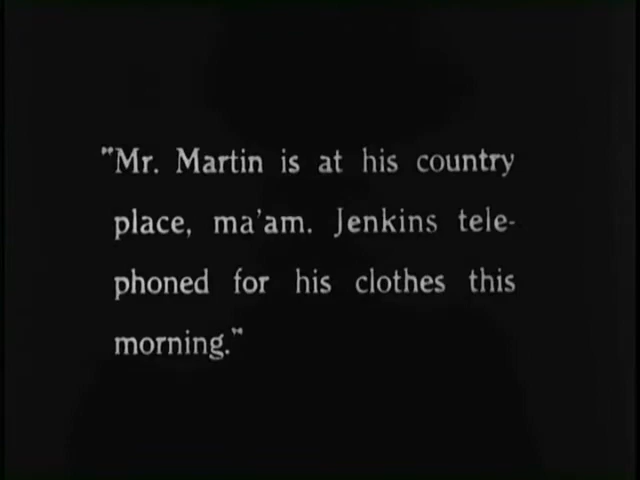 "Mr. Martin is at his country
place, ma'am. Jenkins tele-
phoned for his clothes this
morning."